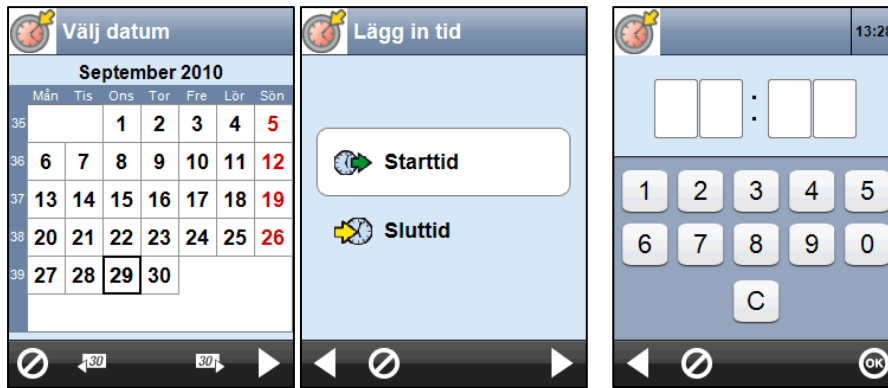 Välj datum
September 2010
Mån Tis Ons Tor Fre Lör Sön
35 1 2 3 4 5
36 6 7 8 9 10 11 12
37 13 14 15 16 17 18 19
38 20 21 22 23 24 25 26
39 27 28 29 30
30 30
Lägg in tid
Starttid
Sluttid
13:28
:
1 2 3 4 5
6 7 8 9 0
C
OK